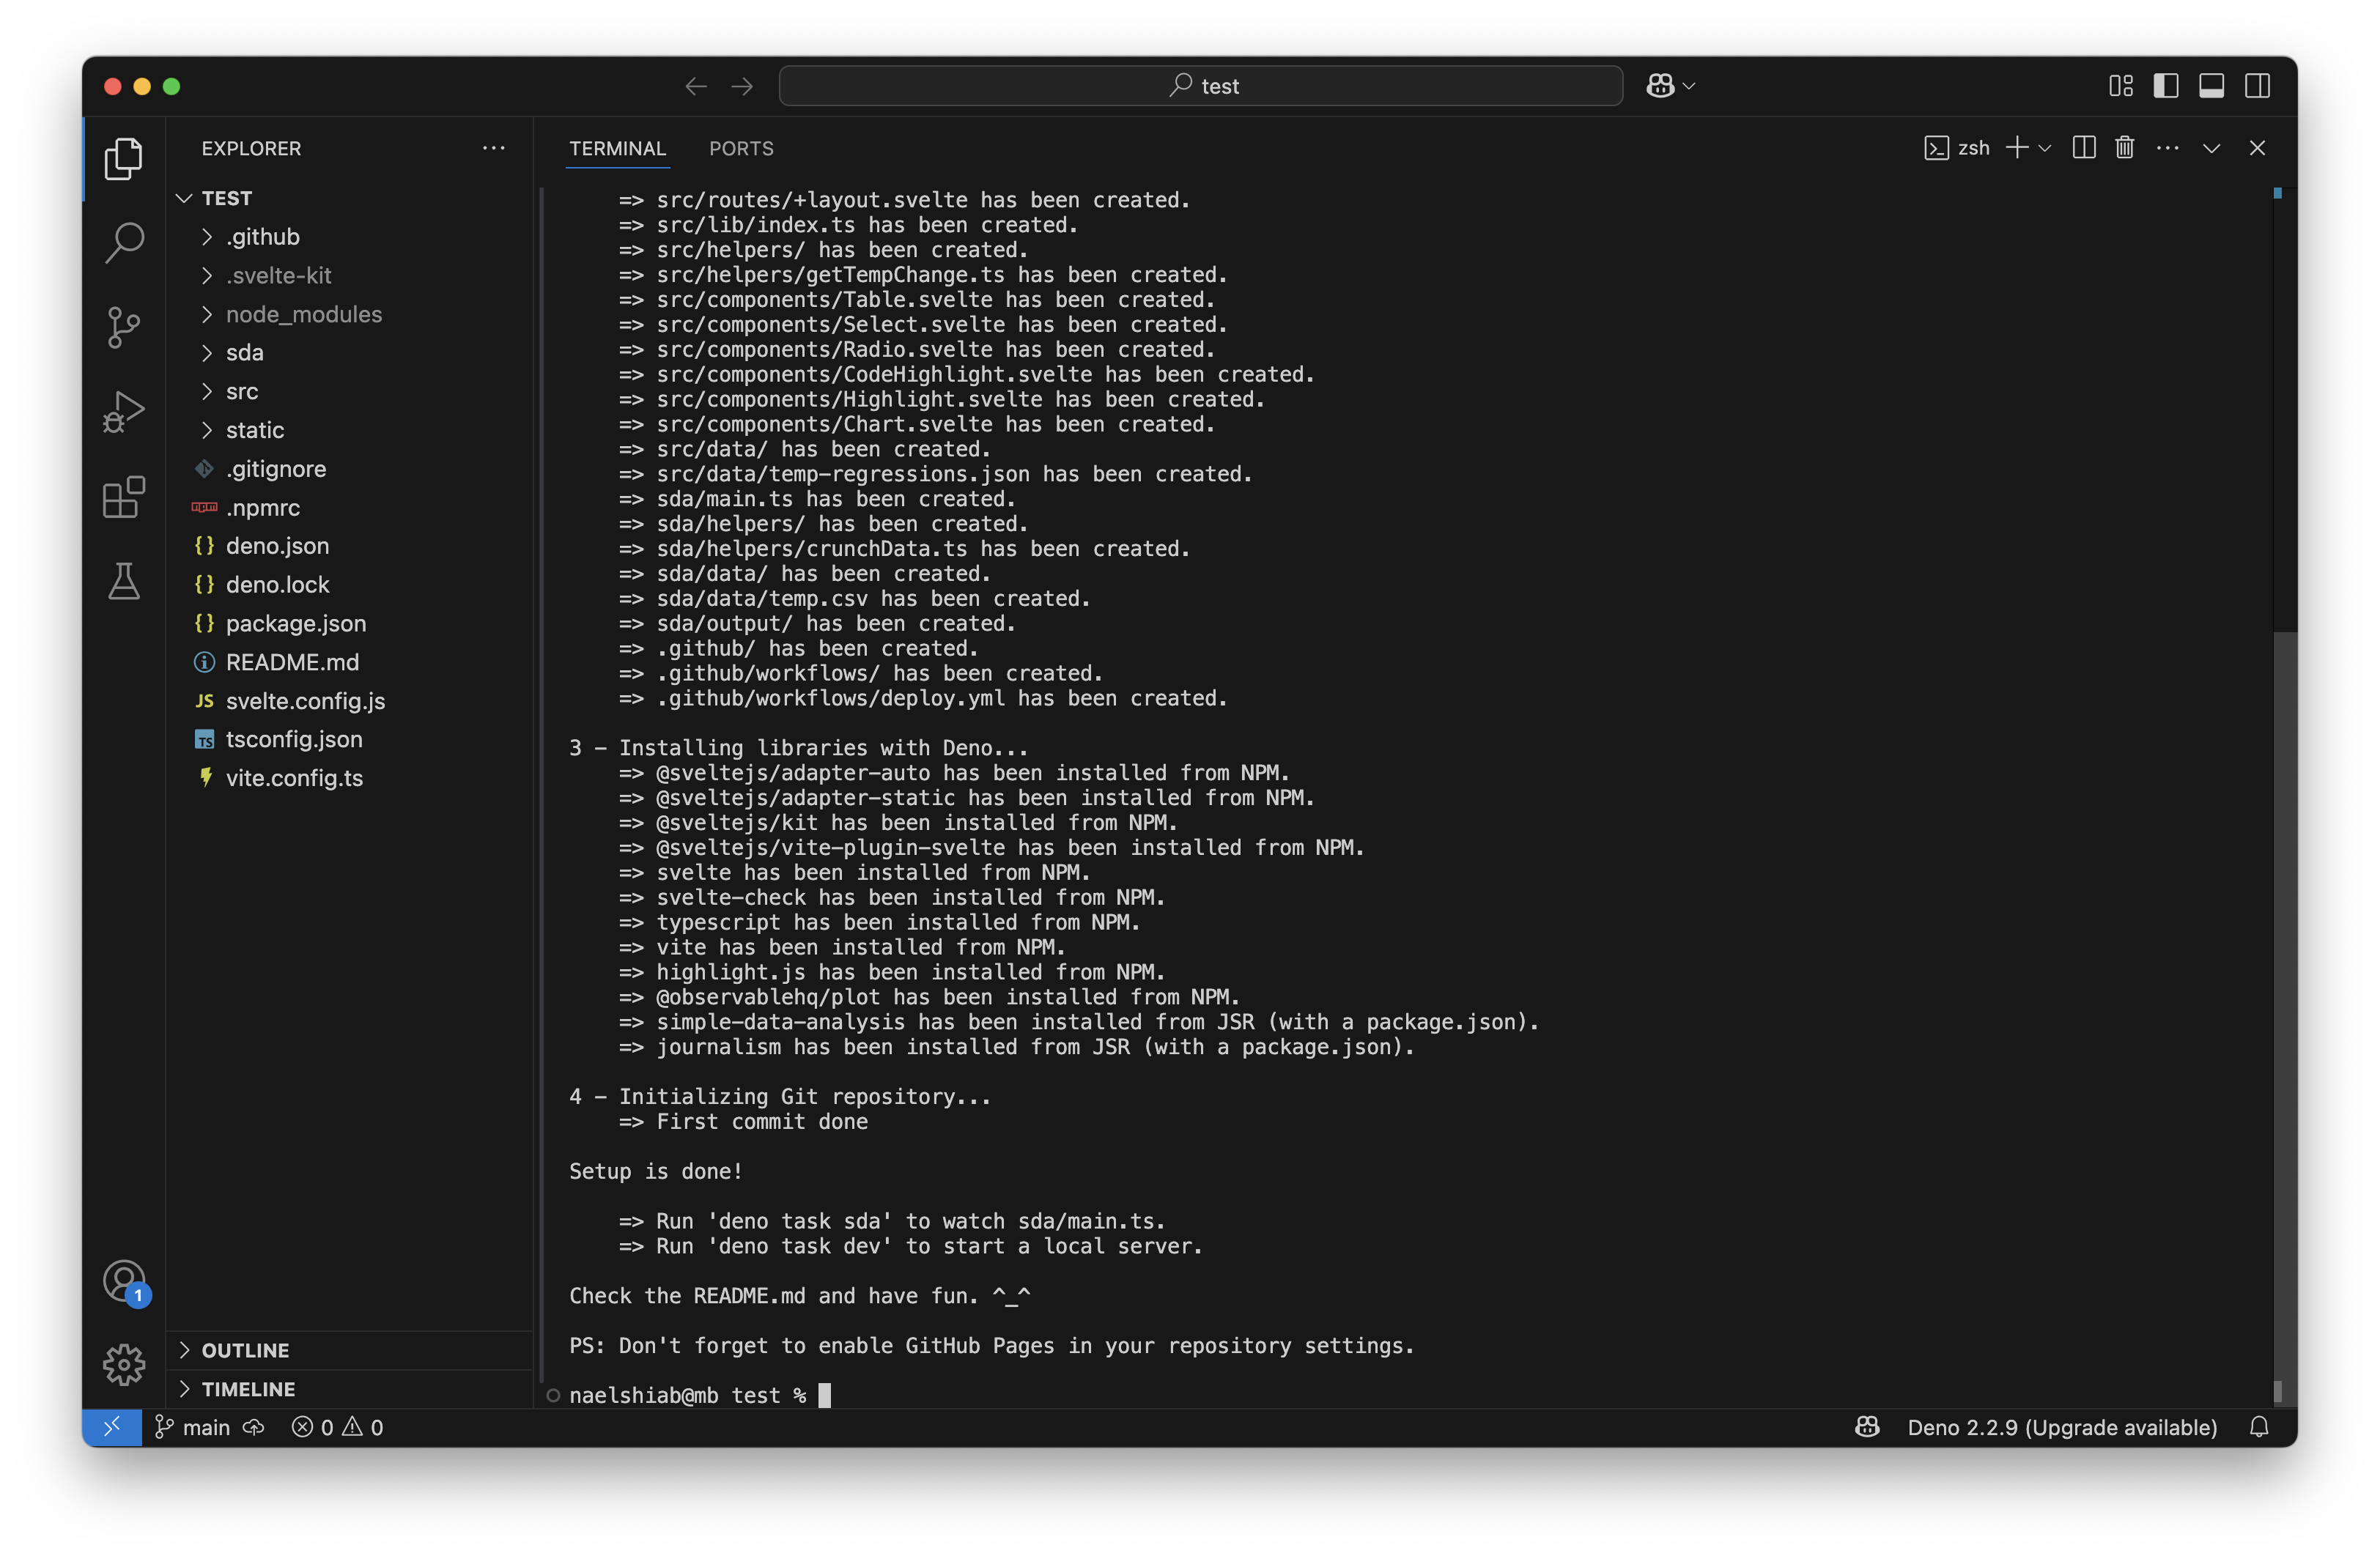 test
EXPLORER
TEST
.github
.svelte-kit
node_modules
sda
src
static
.gitignore
.npmrc
deno.json
deno.lock
package.json
README.md
JS svelte.config.js
TS tsconfig.json
vite.config.ts
1
OUTLINE
TIMELINE
TERMINAL PORTS
zsh
=> src/routes/+layout.svelte has been created.
=> src/lib/index.ts has been created.
=> src/helpers/ has been created.
=> src/helpers/getTempChange.ts has been created.
=> src/components/Table.svelte has been created.
=> src/components/Select.svelte has been created.
=> src/components/Radio.svelte has been created.
=> src/components/CodeHighlight.svelte has been created.
=> src/components/Highlight.svelte has been created.
=> src/components/Chart.svelte has been created.
=> src/data/ has been created.
=> src/data/temp-regressions.json has been created.
=> sda/main.ts has been created.
=> sda/helpers/ has been created.
=> sda/helpers/crunchData.ts has been created.
=> sda/data/ has been created.
=> sda/data/temp.csv has been created.
=> sda/output/ has been created.
=> .github/ has been created.
=> .github/workflows/ has been created.
=> .github/workflows/deploy.yml has been created.
3 - Installing libraries with Deno...
=> @sveltejs/adapter-auto has been installed from NPM.
=> @sveltejs/adapter-static has been installed from NPM.
=> @sveltejs/kit has been installed from NPM.
=> @sveltejs/vite-plugin-svelte has been installed from NPM.
=> svelte has been installed from NPM.
=> svelte-check has been installed from NPM.
=> typescript has been installed from NPM.
=> vite has been installed from NPM.
=> highlight.js has been installed from NPM.
=> @observablehq/plot has been installed from NPM.
=> simple-data-analysis has been installed from JSR (with a package.json).
=> journalism has been installed from JSR (with a package.json).
4 - Initializing Git repository...
=> First commit done
Setup is done!
=> Run 'deno task sda' to watch sda/main.ts.
=> Run 'deno task dev' to start a local server.
Check the README.md and have fun. ^_^
PS: Don't forget to enable GitHub Pages in your repository settings.
naelshiab@mb test %
main 0 0
Deno 2.2.9 (Upgrade available)